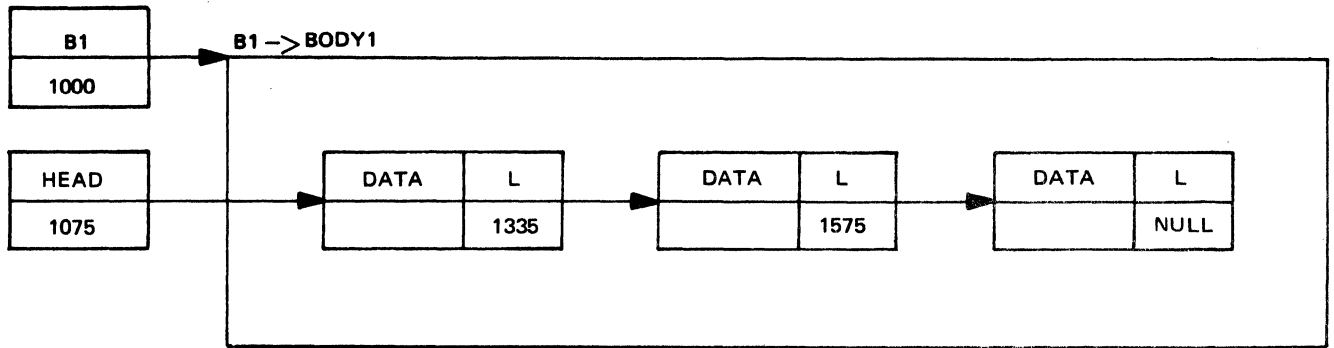 B1
B1 -> BODY1
1000
HEAD
DATA L
DATA L
DATA L
1075
1335
1575
NULL